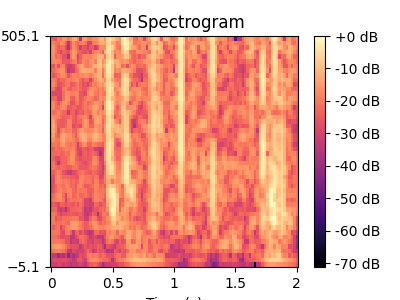 Mel Spectrogram
505.1
−5.1
0
0.5
1
1.5
2
+0 dB
-10 dB
-20 dB
-30 dB
-40 dB
-50 dB
-60 dB
-70 dB